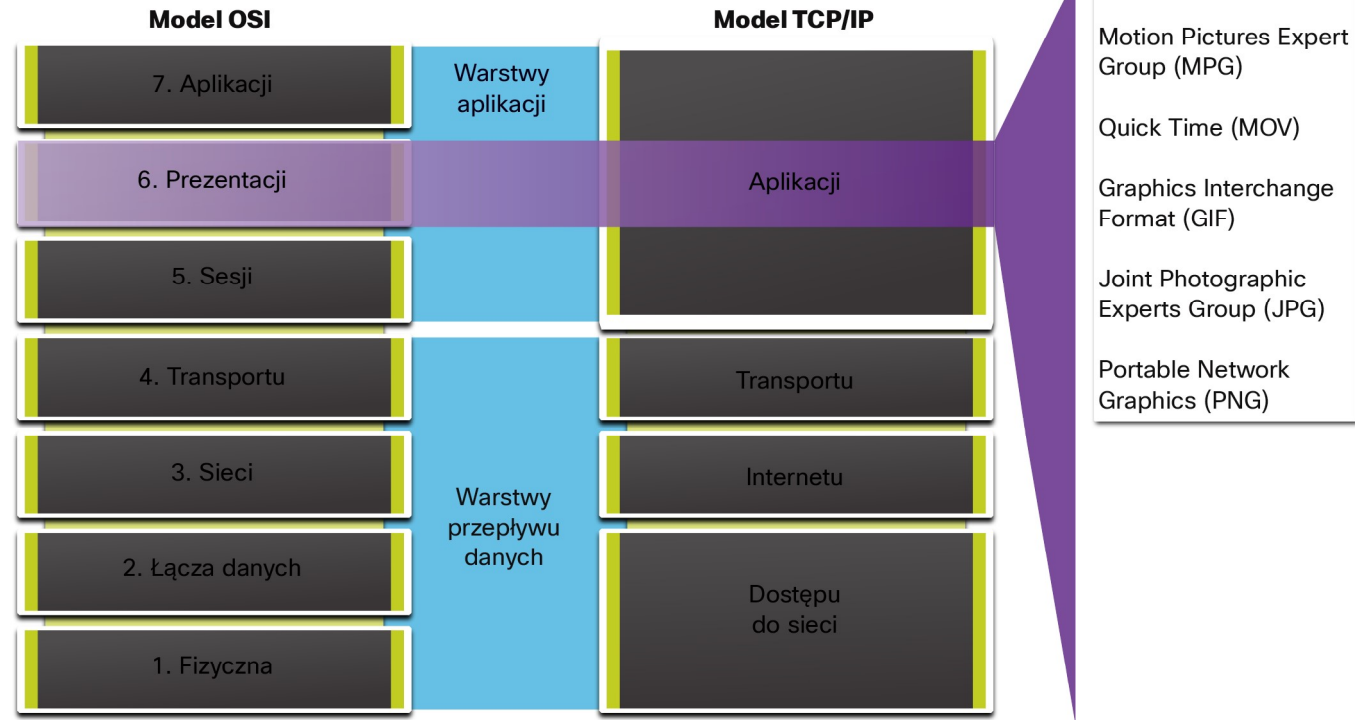 Model OSI
Model TCP/IP
7. Aplikacji
6. Prezentacji
5. Sesji
4. Transportu
3. Sieci
2. Łącza danych
1. Fizyczna
Warstwy
aplikacji
Warstwy
przepływu
danych
Aplikacji
Transportu
Internetu
Dostępu
do sieci
Motion Pictures Expert
Group (MPG)
Quick Time (MOV)
Graphics Interchange
Format (GIF)
Joint Photographic
Experts Group (JPG)
Portable Network
Graphics (PNG)